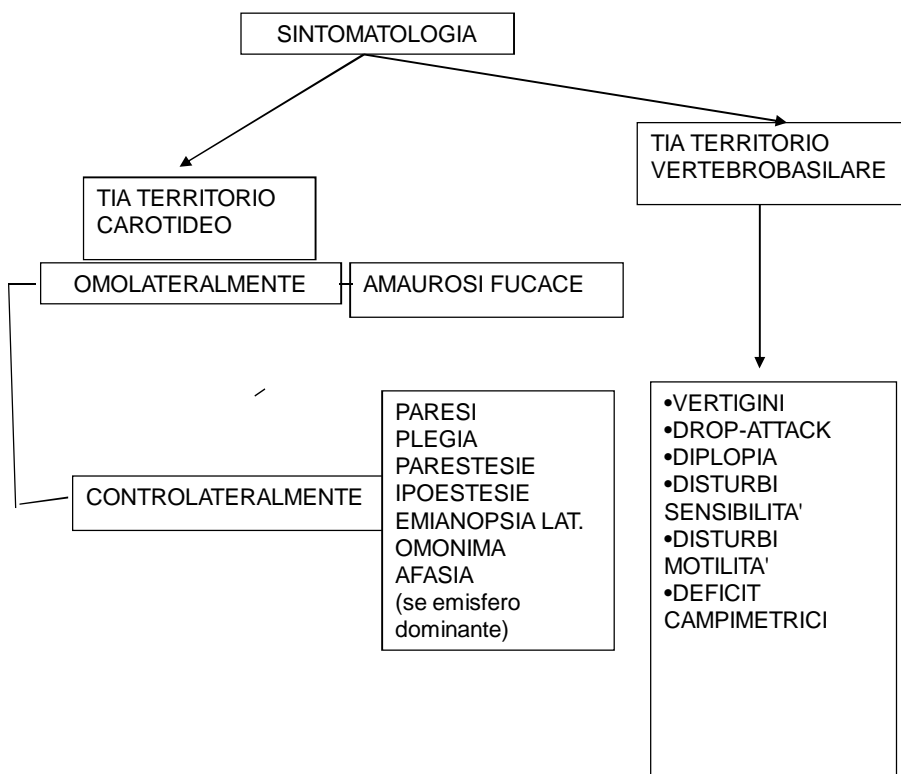 SINTOMATOLOGIA
TIA TERRITORIO
CAROTIDEO
OMOLATERALMENTE
AMAUROSI FUCACE
CONTROLATERALMENTE
PARESI
PLEGIA
PARESTESIE
IPOESTESIE
EMIANOPSIA LAT.
OMONIMA
AFASIA
(se emisfero
dominante)
TIA TERRITORIO
VERTEBROBASILARE
•VERTIGINI
•DROP-ATTACK
•DIPLOPIA
•DISTURBI
SENSIBILITA'
•DISTURBI
MOTILITA'
•DEFICIT
CAMPIMETRICI